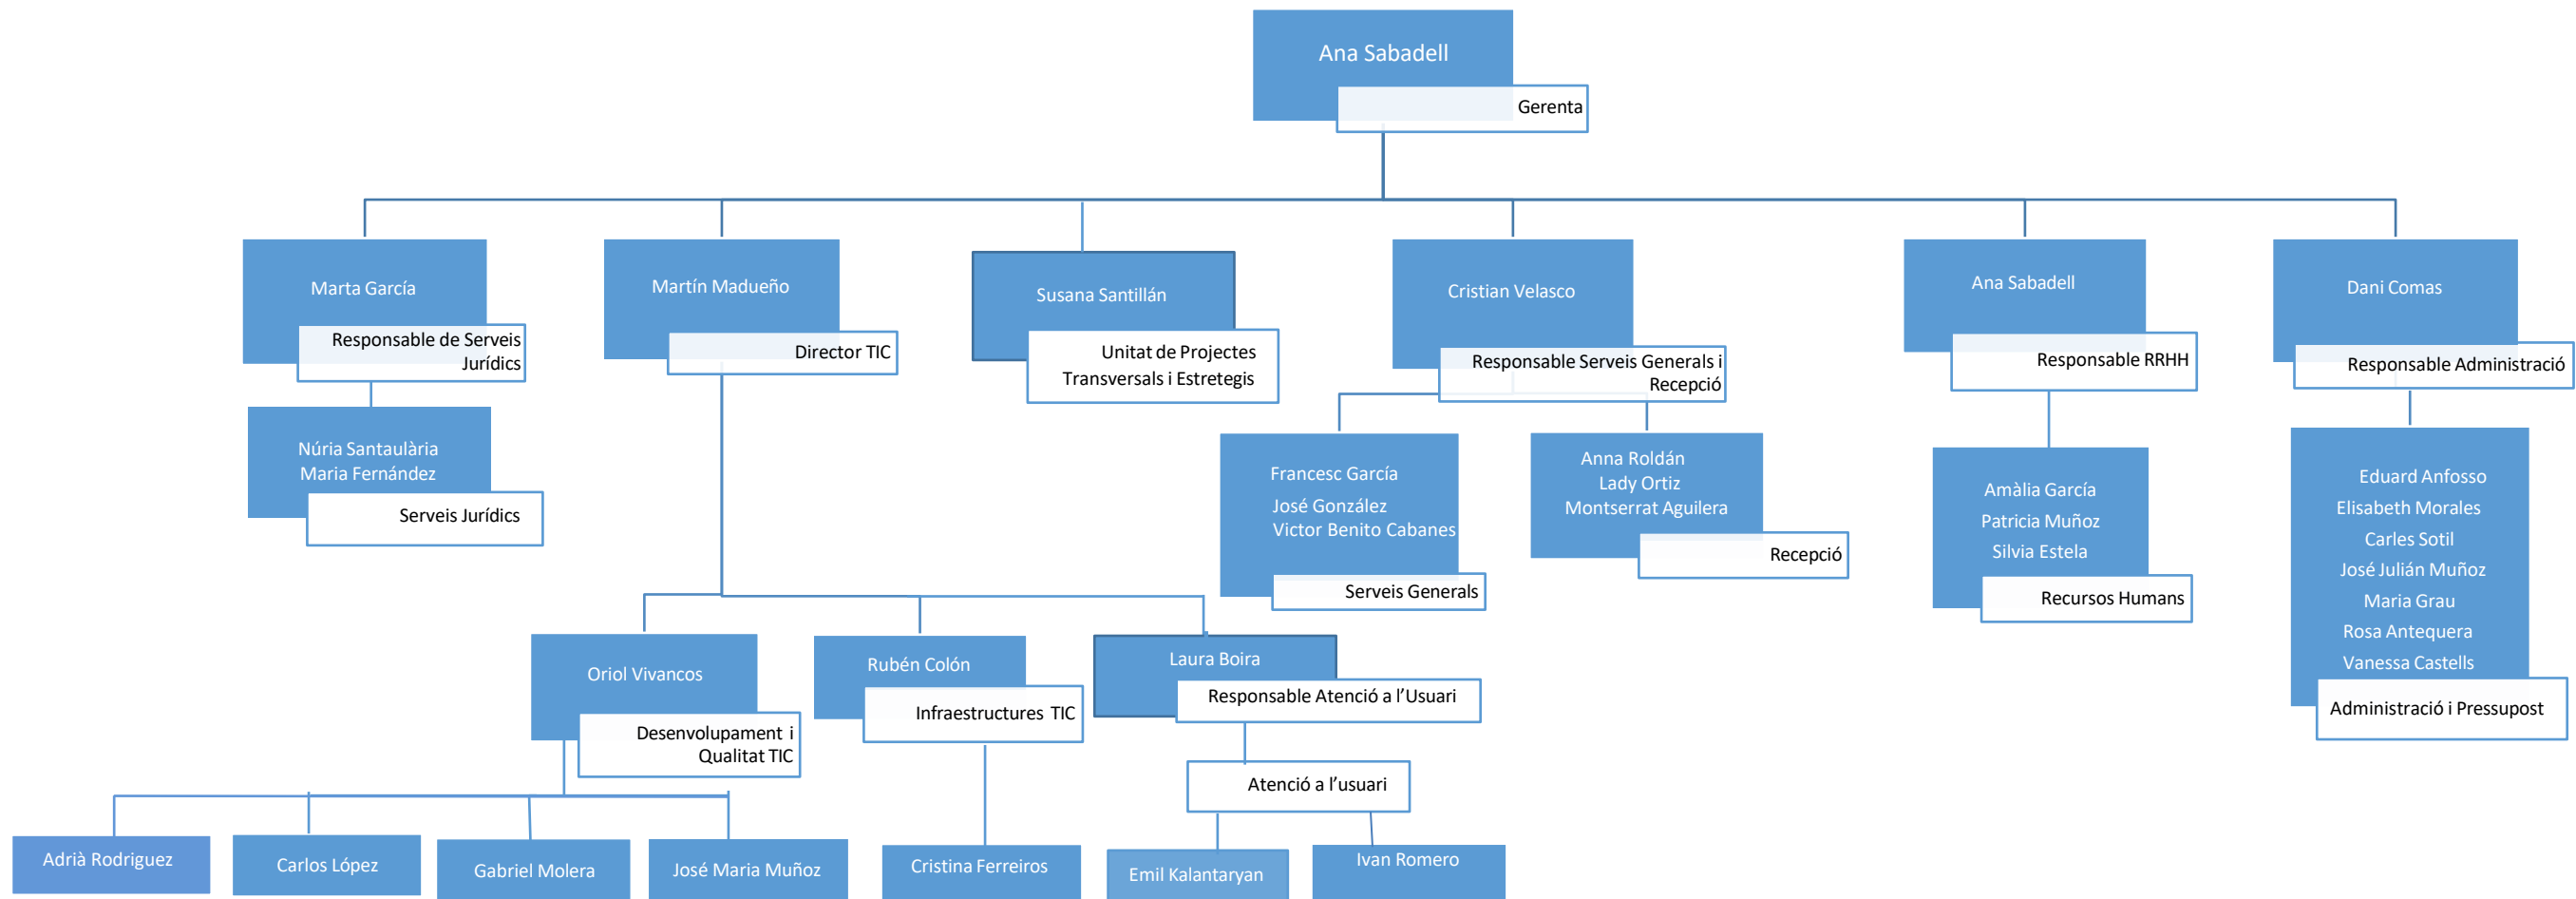 Ana Sabadell
Gerenta
Marta García
Responsable de Serveis
Jurídics
Martín Madueño
Director TIC
Susana Santillán
Unitat de Projectes
Transversals i Estretegis
Cristian Velasco
Responsable Serveis Generals i
Recepció
Ana Sabadell
Responsable RRHH
Dani Comas
Responsable Administració
Núria Santaulària
Maria Fernández
Serveis Jurídics
Francesc García
José González
Victor Benito Cabanes
Serveis Generals
Anna Roldán
Lady Ortiz
Montserrat Aguilera
Recepció
Amàlia García
Patricia Muñoz
Silvia Estela
Recursos Humans
Eduard Anfosso
Elisabeth Morales
Carles Sotil
José Julián Muñoz
Maria Grau
Rosa Antequera
Vanessa Castells
Administració i Pressupost
Oriol Vivancos
Desenvolupament i
Qualitat TIC
Rubén Colón
Infraestructures TIC
Laura Boira
Responsable Atenció a l’Usuari
Atenció a l’usuari
Adrià Rodriguez
Carlos López
Gabriel Molera
José Maria Muñoz
Cristina Ferreiros
Emil Kalantaryan
Ivan Romero